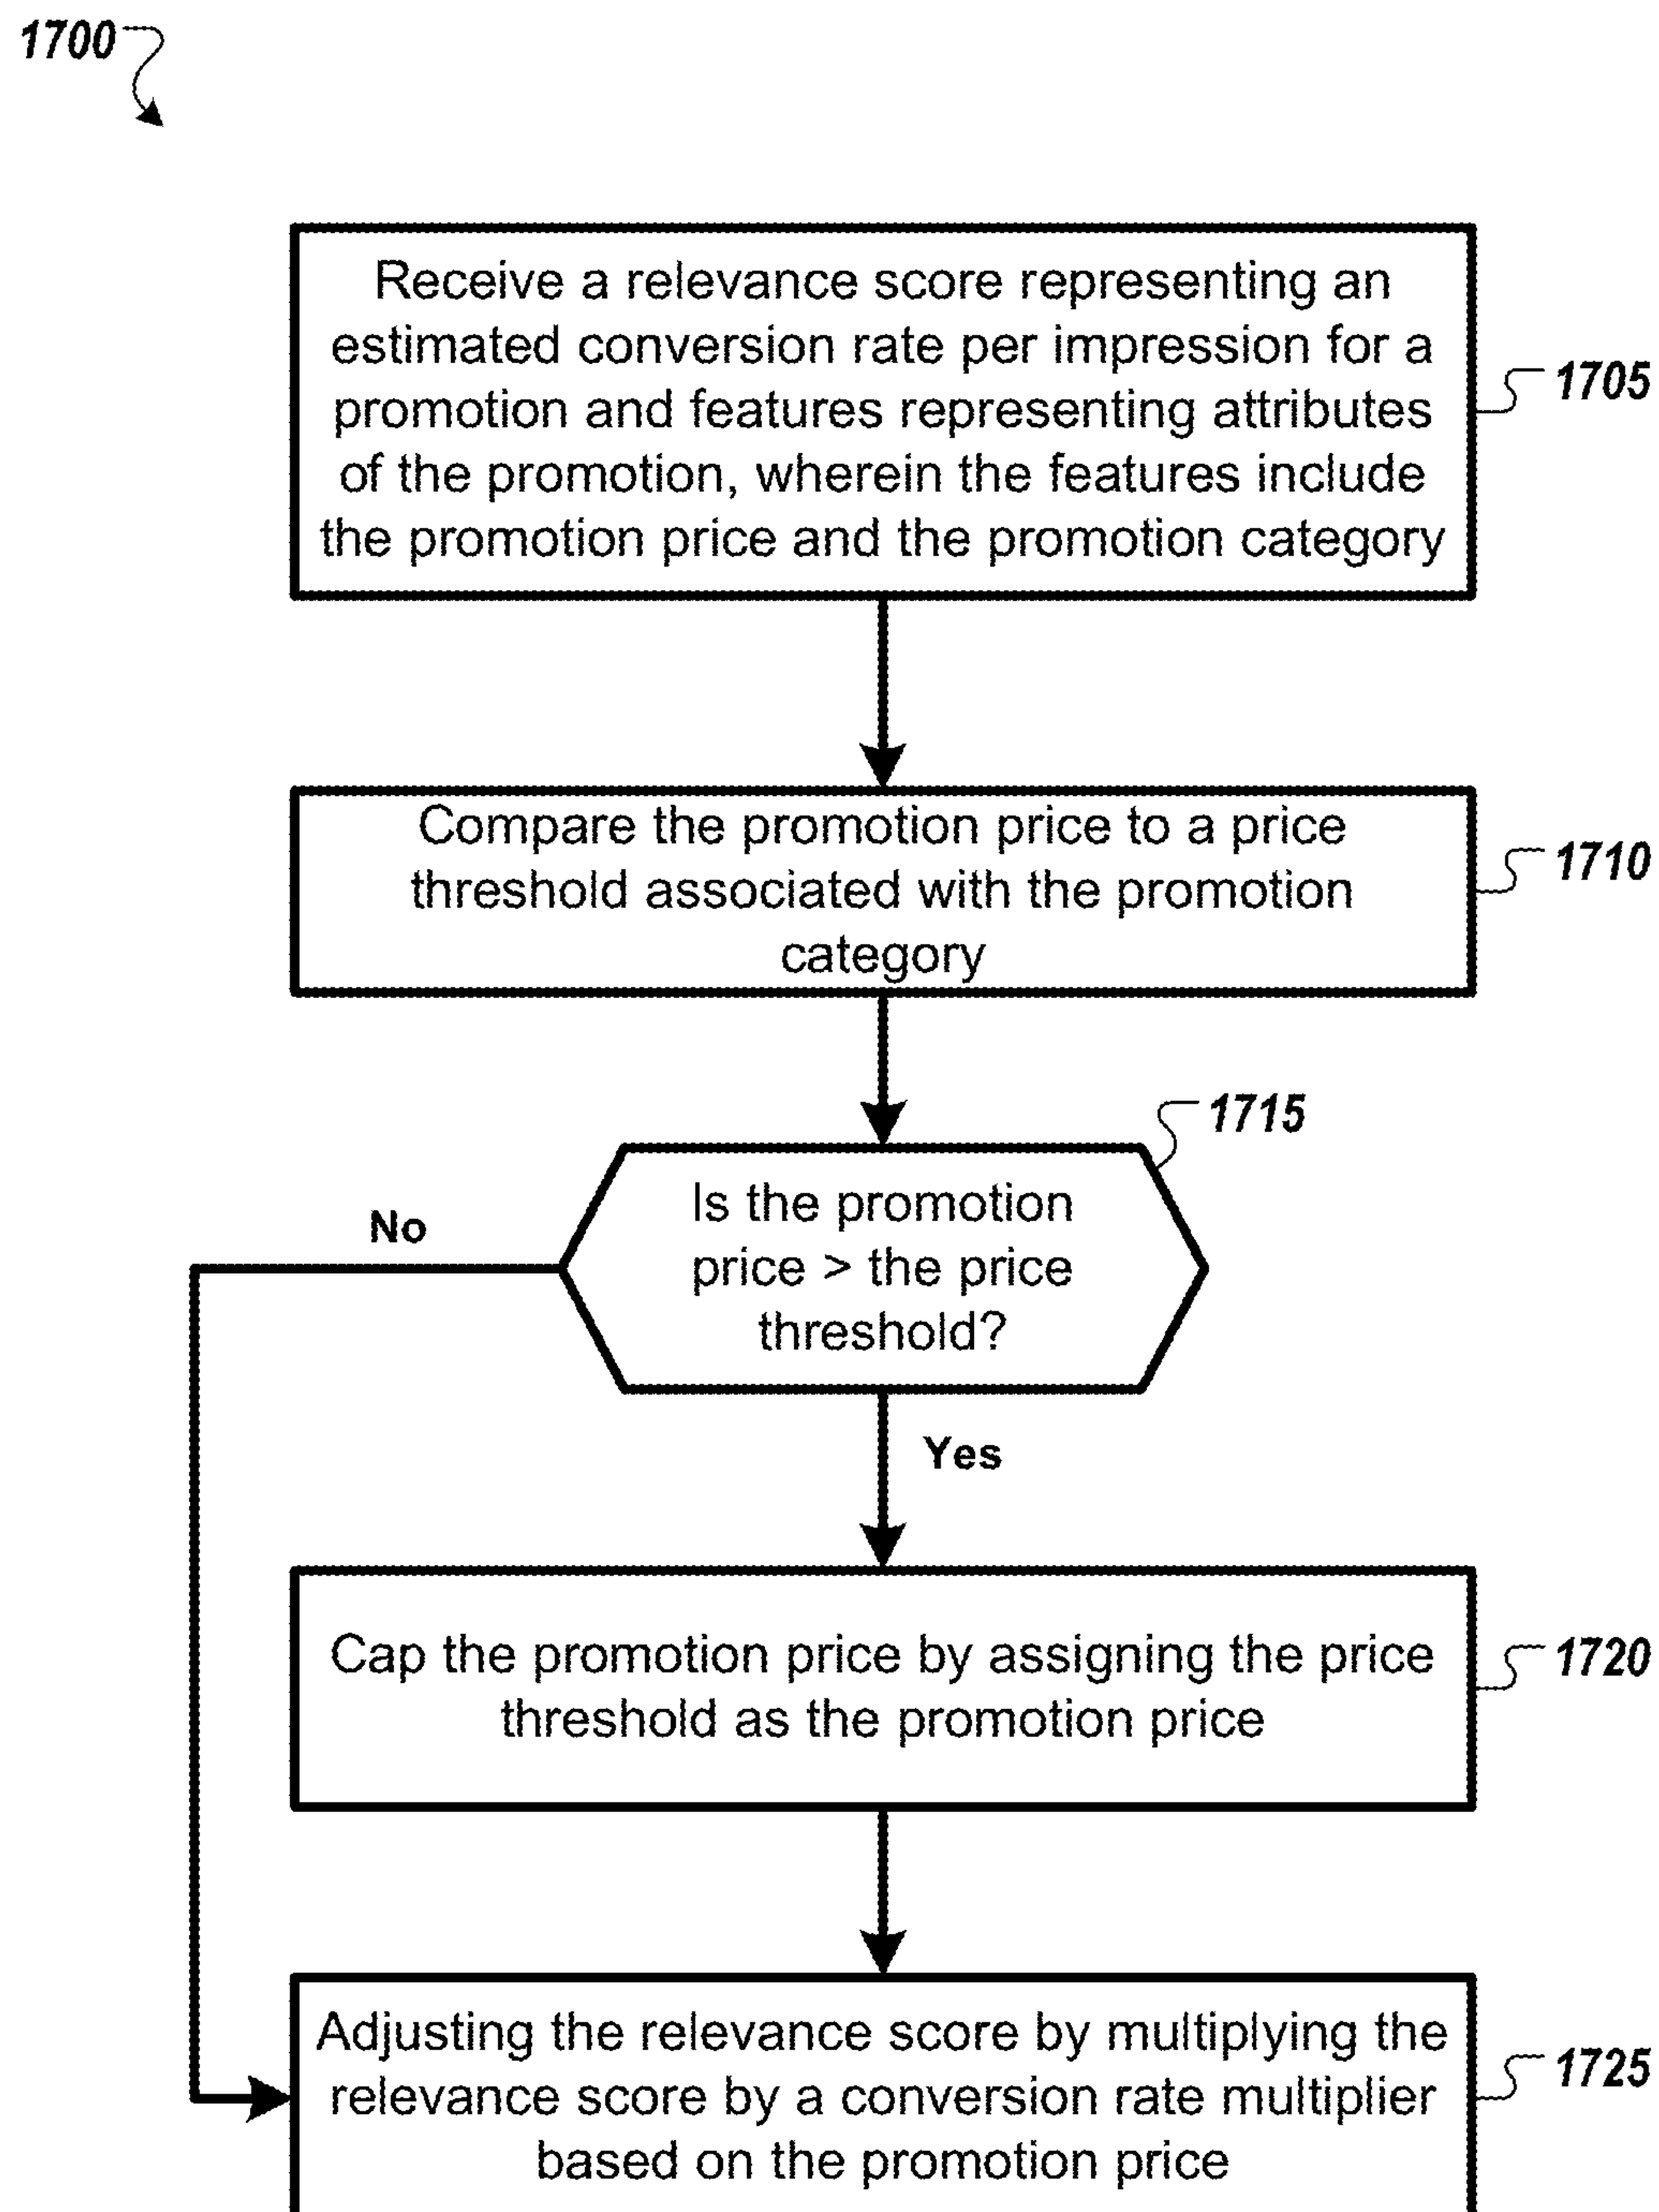 1700
Receive a relevance score representing an
estimated conversion rate per impression for a
promotion and features representing attributes
of the promotion, wherein the features include
the promotion price and the promotion category
1705
Compare the promotion price to a price
threshold associated with the promotion
category
1710
1715
Is the promotion
price > the price
threshold?
No
Yes
Cap the promotion price by assigning the price
threshold as the promotion price
1720
Adjusting the relevance score by multiplying the
relevance score by a conversion rate multiplier
based on the promotion price
1725